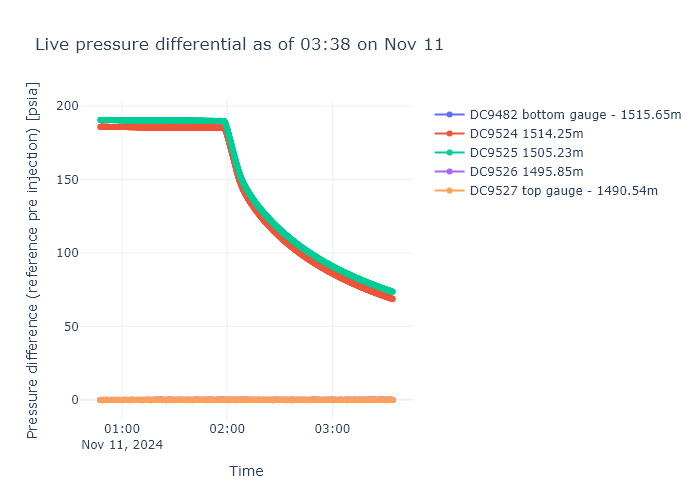 Live pressure differential as of 03:38 on Nov 11
Pressure difference (reference pre injection) [psia]
200
150
100
50
0
01:00
Nov 11, 2024
02:00
03:00
Time
DC9482 bottom gauge - 1515.65m
DC9524 1514.25m
DC9525 1505.23m
DC9526 1495.85m
DC9527 top gauge - 1490.54m